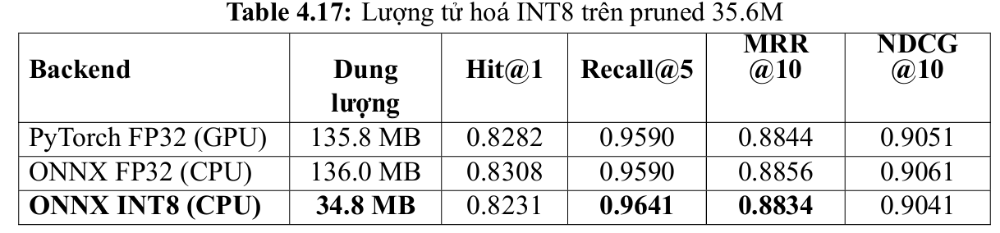 Table 4.17: Lượng tử hoá INT8 trên pruned 35.6M
Backend Dung lượng Hit@1 Recall@5 MRR @10 NDCG @10
PyTorch FP32 (GPU) 135.8 MB 0.8282 0.9590 0.8844 0.9051
ONNX FP32 (CPU) 136.0 MB 0.8308 0.9590 0.8856 0.9061
ONNX INT8 (CPU) 34.8 MB 0.8231 0.9641 0.8834 0.9041